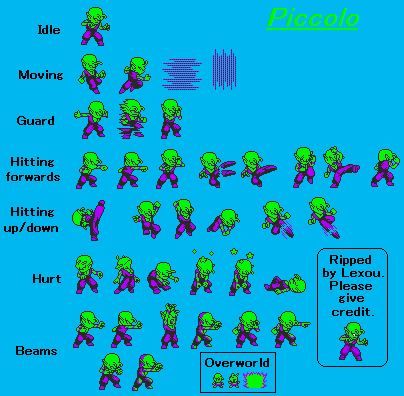 Piccolo
Idle
Moving
Guard
Hitting
forwards
Hitting
up/down
Hurt
Ripped
by Lexou.
Please
give
credit.
Beams
Overworld